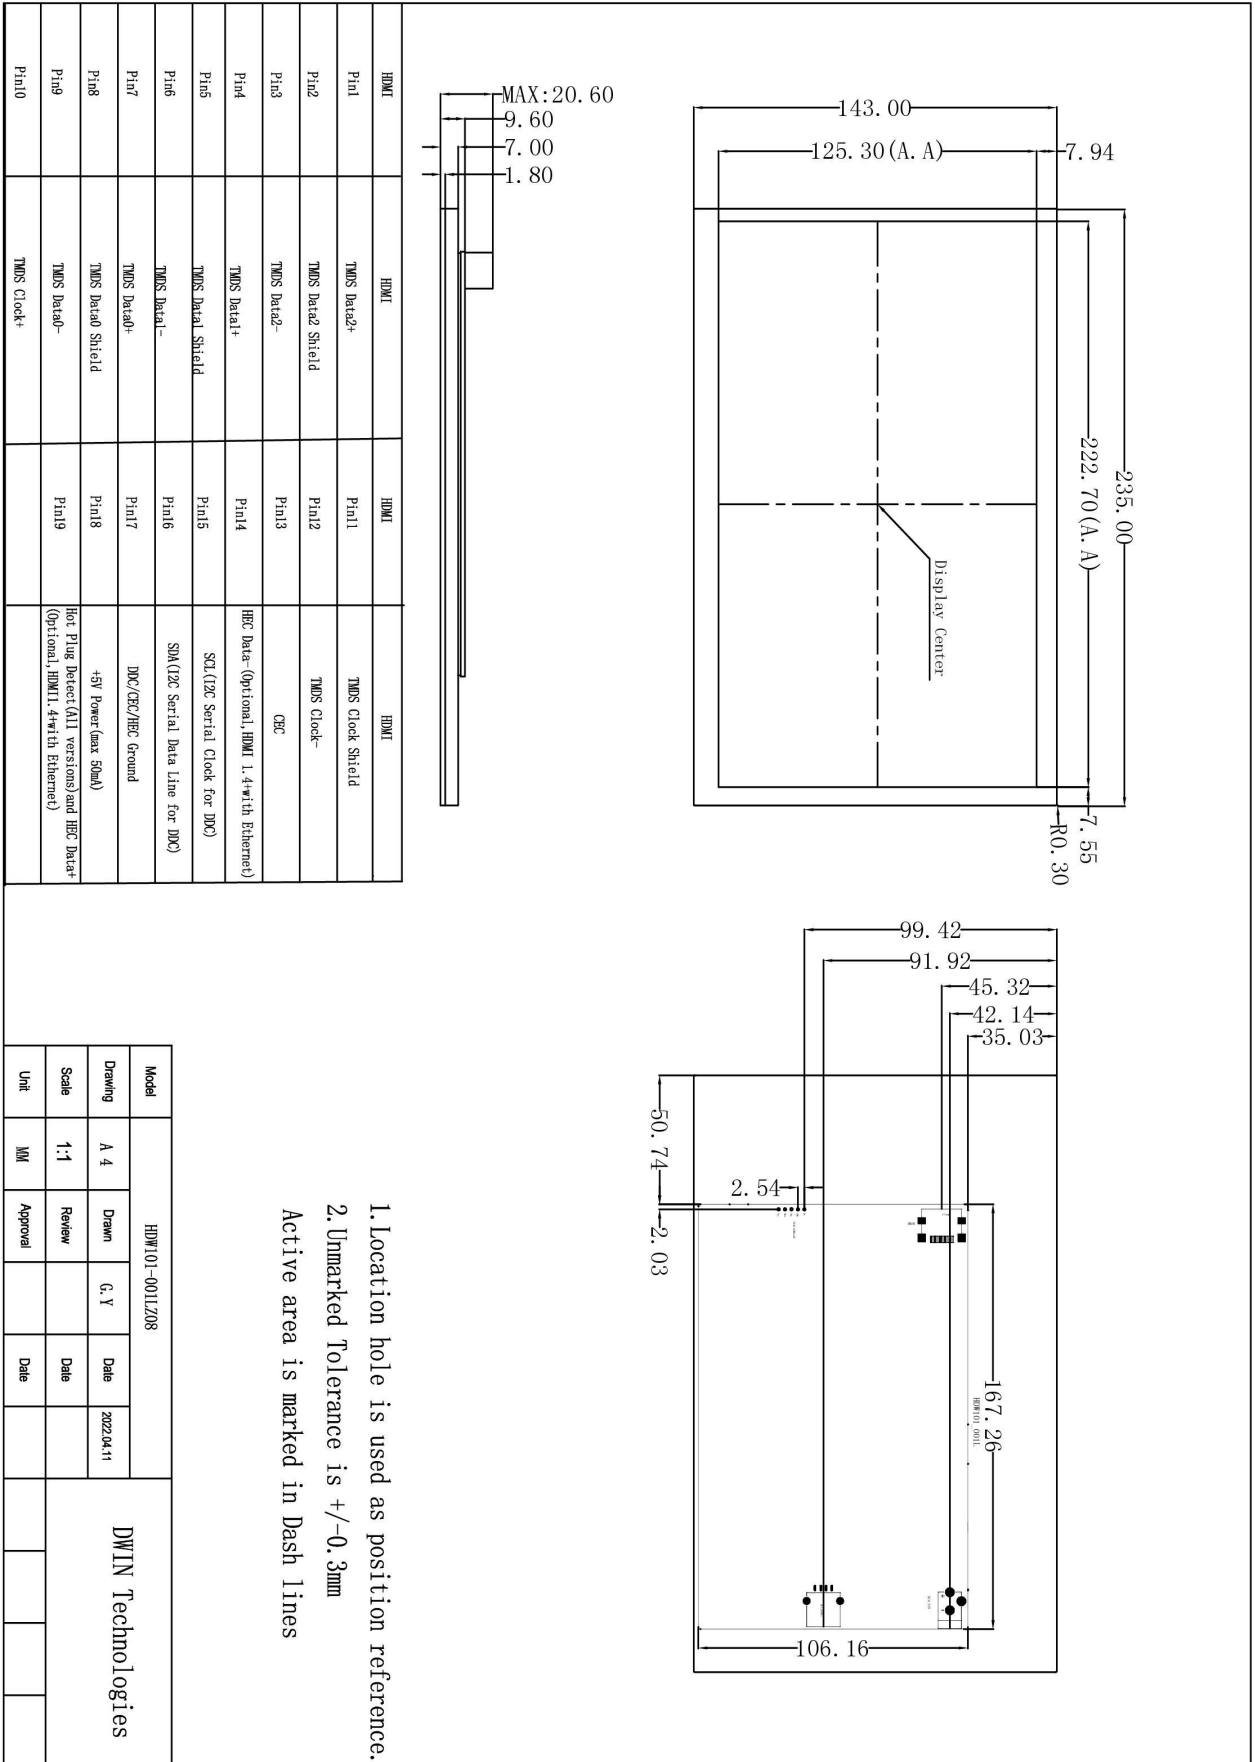 143.00
125.30(A.A)
7.94
235.00
222.70(A.A)
7.55
R0.30
Display Center
MAX:20.60
9.60
7.00
1.80
99.42
91.92
45.32
42.14
35.03
50.74
2.03
2.54
167.26
HDW101_001L
106.16
HDMI HDMI HDMI HDMI
Pin1 TMDS Data2+ Pin11 TMDS Clock Shield
Pin2 TMDS Data2 Shield Pin12 TMDS Clock-
Pin3 TMDS Data2- Pin13 CEC
Pin4 TMDS Data1+ Pin14 HEC Data-(Optional,HDMI 1.4+with Ethernet)
Pin5 TMDS Data1 Shield Pin15 SCL(I2C Serial Clock for DDC)
Pin6 TMDS Data1- Pin16 SDA(I2C Serial Data Line for DDC)
Pin7 TMDS Data0+ Pin17 DDC/CEC/HEC Ground
Pin8 TMDS Data0 Shield Pin18 +5V Power(max 50mA)
Pin9 TMDS Data0- Pin19 Hot Plug Detect(All versions)and HEC Data+
(Optional,HDMI1.4+with Ethernet)
Pin10 TMDS Clock+
1.Location hole is used as position reference.
2.Unmarked Tolerance is +/-0.3mm
Active area is marked in Dash lines
Model HDW101-001LZ08
Drawing A 4 Drawn G.Y Date 2022.04.11
Scale 1:1 Review Date
Unit MM Approval Date
DWIN Technologies